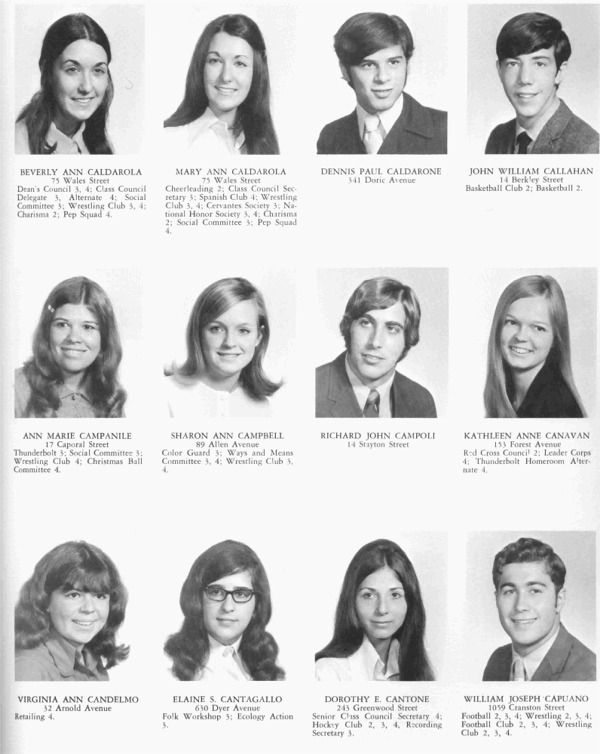 BEVERLY ANN CALDAROLA
75 Wales Street
Dean's Council 3, 4; Class Council
Delegate 3, Alternate 4; Social
Committee 3; Wrestling Club 3, 4;
Charisma 2; Pep Squad 4.
MARY ANN CALDAROLA
75 Wales Street
Cheerleading 2; Class Council Sec-
retary 3; Spanish Club 4; Wrestling
Club 3, 4; Cervantes Society 3; Na-
tional Honor Society 3, 4; Charisma
2; Social Committee 3; Pep Squad
4.
DENNIS PAUL CALDARONE
341 Doric Avenue
JOHN WILLIAM CALLAHAN
14 Berkley Street
Basketball Club 2; Basketball 2.
ANN MARIE CAMPANILE
17 Caporal Street
Thunderbolt 3; Social Committee 3;
Wrestling Club 4; Christmas Ball
Committee 4.
SHARON ANN CAMPBELL
89 Allen Avenue
Color Guard 3; Ways and Means
Committee 3, 4; Wrestling Club 3,
4.
RICHARD JOHN CAMPOLI
14 Stayton Street
KATHLEEN ANNE CANAVAN
153 Forest Avenue
Red Cross Council 2; Leader Corps
4; Thunderbolt Homeroom Alter-
nate 4.
VIRGINIA ANN CANDELMO
32 Arnold Avenue
Retailing 4.
ELAINE S. CANTAGALLO
630 Dyer Avenue
Folk Workshop 3; Ecology Action
3.
DOROTHY E. CANTONE
243 Greenwood Street
Senior Class Council Secretary 4;
Hockey Club 2, 3, 4, Recording
Secretary 3.
WILLIAM JOSEPH CAPUANO
1059 Cranston Street
Football 2, 3, 4; Wrestling 2, 3, 4;
Football Club 2, 3, 4; Wrestling
Club 2, 3, 4.